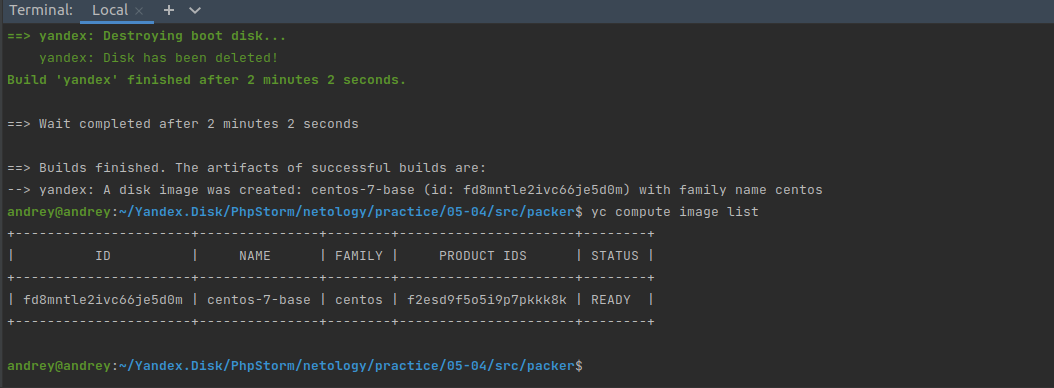 Terminal: Local × +
==> yandex: Destroying boot disk...
    yandex: Disk has been deleted!
Build 'yandex' finished after 2 minutes 2 seconds.
==> Wait completed after 2 minutes 2 seconds
==> Builds finished. The artifacts of successful builds are:
--> yandex: A disk image was created: centos-7-base (id: fd8mntle2ivc66je5d0m) with family name centos
andrey@andrey:~/Yandex.Disk/PhpStorm/netology/practice/05-04/src/packer$ yc compute image list
+----------------------+---------------+--------+----------------------+--------+
|          ID          |     NAME      | FAMILY |     PRODUCT IDS      | STATUS |
+----------------------+---------------+--------+----------------------+--------+
| fd8mntle2ivc66je5d0m | centos-7-base | centos | f2esd9f5o5i9p7pkkk8k | READY  |
+----------------------+---------------+--------+----------------------+--------+
andrey@andrey:~/Yandex.Disk/PhpStorm/netology/practice/05-04/src/packer$